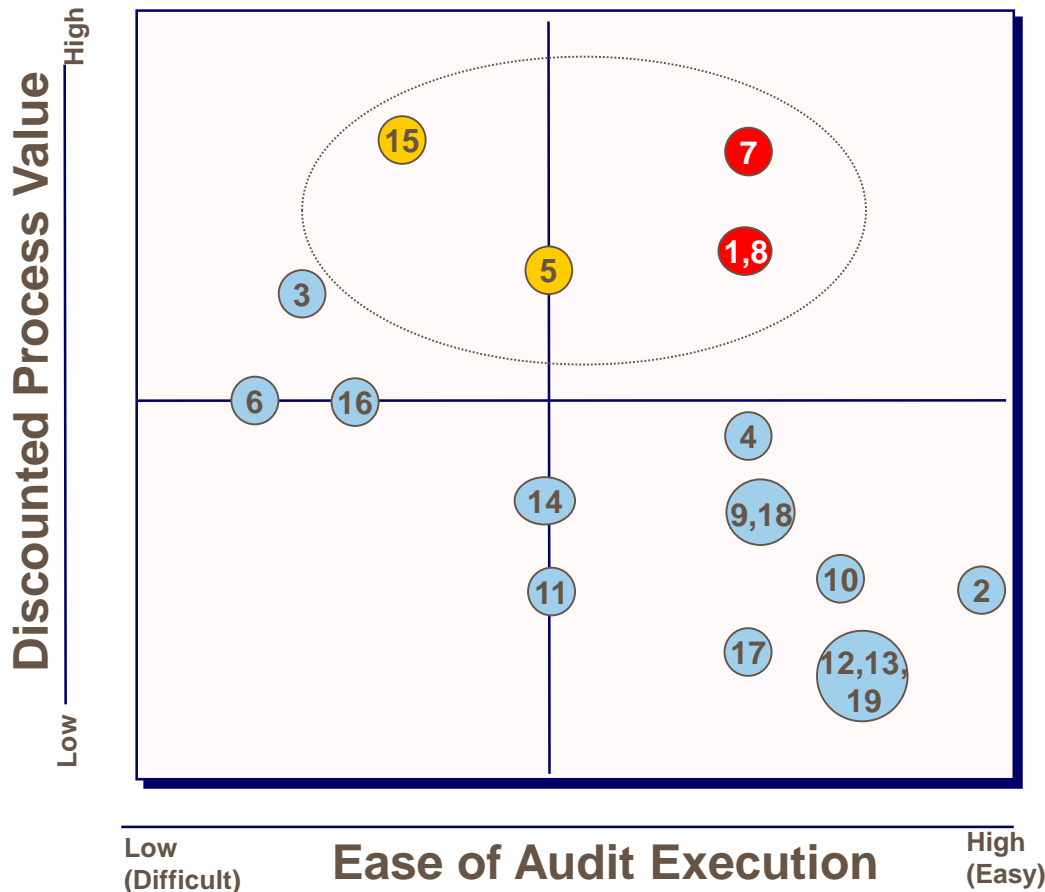 High
Discounted Process Value
Low
15
7
1,8
5
3
6
16
4
14
9,18
10
2
11
17
12,13,
19
Low
(Difficult)
Ease of Audit Execution
High
(Easy)